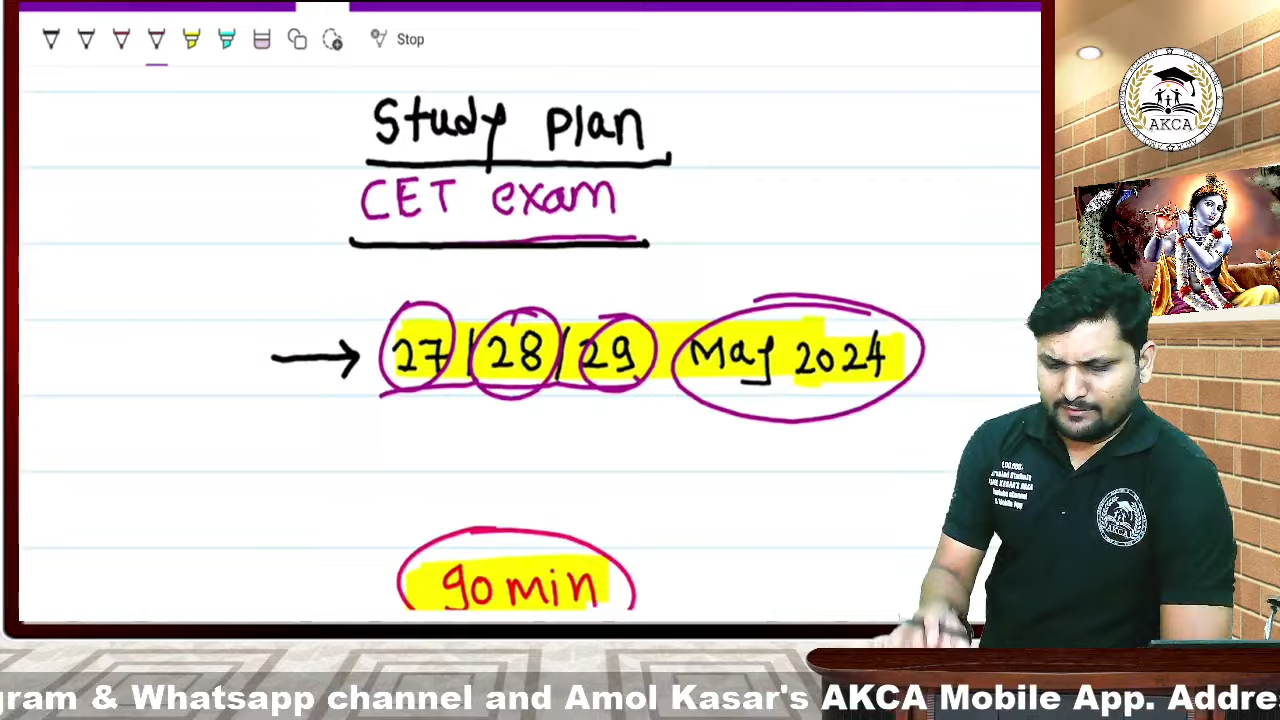 Stop
Study plan
CET exam
→ 27 | 28 / 29 May 2024
90 min
AKCA
AKCA
gram & Whatsapp channel and Amol Kasar's AKCA Mobile App. Addre